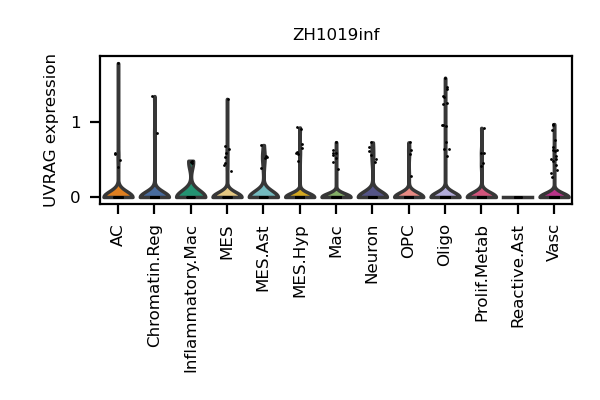 ZH1019inf
UVRAG expression
1
0
AC
Chromatin.Reg
Inflammatory.Mac
MES
MES.Ast
MES.Hyp
Mac
Neuron
OPC
Oligo
Prolif.Metab
Reactive.Ast
Vasc